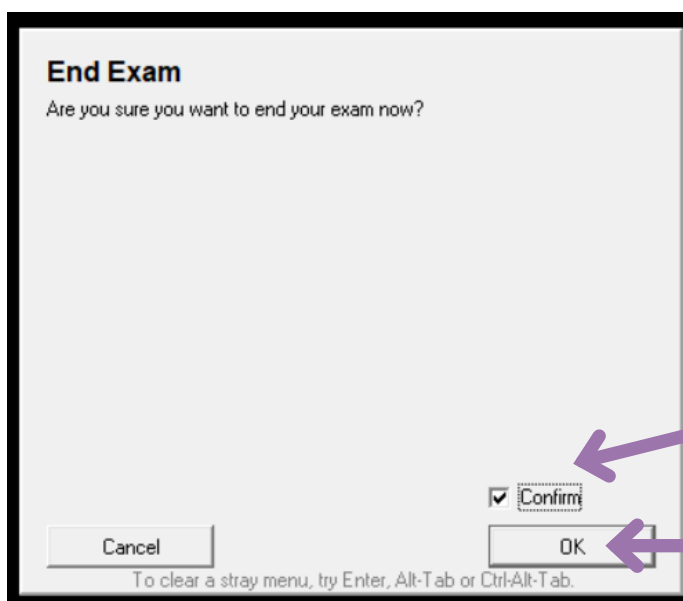 End Exam
Are you sure you want to end your exam now?
Confirm
Cancel
OK
To clear a stray menu, try Enter, Alt-Tab or Ctrl-Alt-Tab.